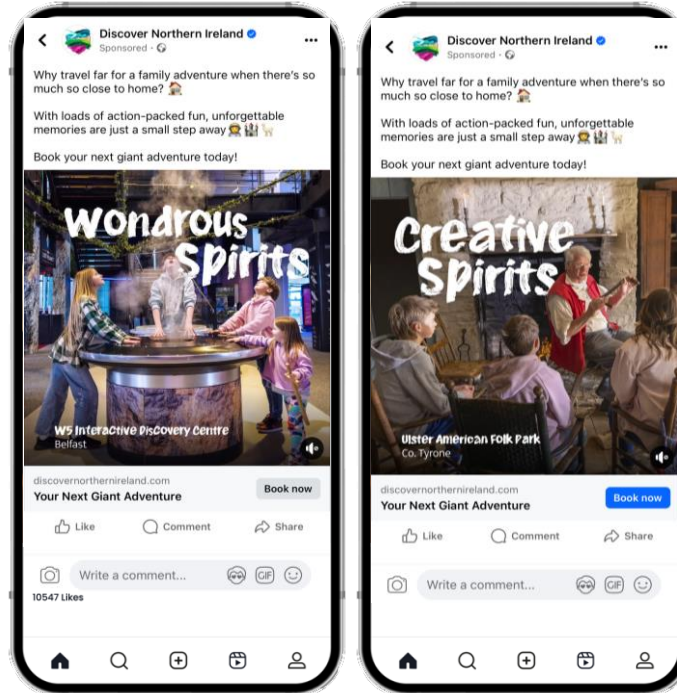 Discover Northern Ireland
Sponsored -
Why travel far for a family adventure when there's so
much so close to home? 🏠
With loads of action-packed fun, unforgettable
memories are just a small step away
Book your next giant adventure today!
Wondrous
Spirits
W5 Interactive Discovery Centre
Belfast
discovernorthernireland.com
Your Next Giant Adventure
Book now
Like
Comment
Share
Write a comment...
GIF
10547 Likes
Discover Northern Ireland
Sponsored -
Why travel far for a family adventure when there's so
much so close to home? 🏠
With loads of action-packed fun, unforgettable
memories are just a small step away
Book your next giant adventure today!
Creative
Spirits
Ulster American Folk Park
Co. Tyrone
discovernorthernireland.com
Your Next Giant Adventure
Book now
Like
Comment
Share
Write a comment...
GIF